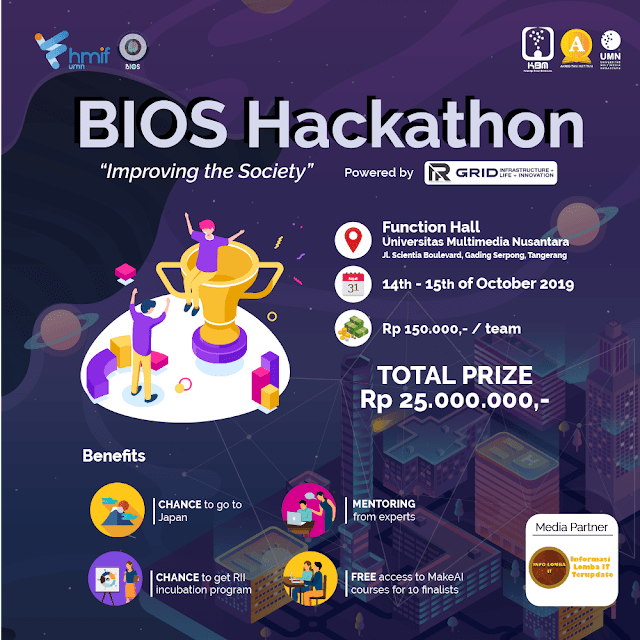 hmif
umn
BIOS
KBM
UMN
UNIVERSITAS
MULTIMEDIA
NUSANTARA
BIOS Hackathon
“Improving the Society”
Powered by
GRID
INFRASTRUCTURE +
LIFE + INNOVATION
Function Hall
Universitas Multimedia Nusantara
Jl. Scientia Boulevard, Gading Serpong, Tangerang
31
14th - 15th of October 2019
Rp 150.000,- / team
TOTAL PRIZE
Rp 25.000.000,-
Benefits
CHANCE to go to
Japan
MENTORING
from experts
CHANCE to get RII
incubation program
FREE access to MakeAI
courses for 10 finalists
Media Partner
INFO LOMBA
IT
Informasi
Lomba IT
Terupdate